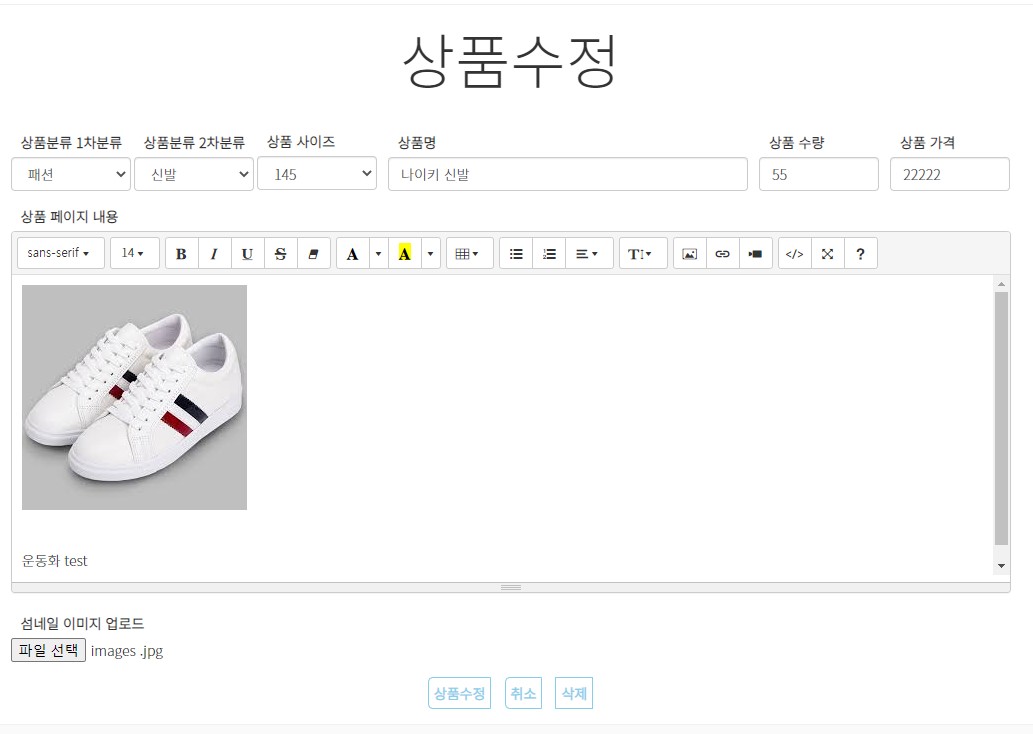 상품수정
상품분류 1차분류 상품분류 2차분류 상품 사이즈 상품명 상품 수량 상품 가격
패션 신발 145 나이키 신발 55 22222
상품 페이지 내용
sans-serif 14 B I U S A A T </> ?
운동화 test
섬네일 이미지 업로드
파일 선택 images .jpg
상품수정 취소 삭제